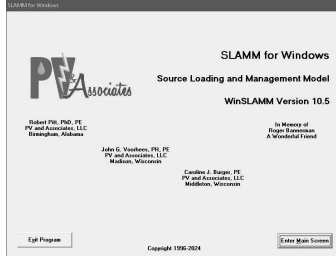 SLAMM for Windows
SLAMM for Windows
PV & Associates
Source Loading and Management Model
WinSLAMM Version 10.5
Robert Pitt, PhD, PE
PV and Associates, LLC
Birmingham, Alabama
In Memory of
Roger Bannerman
A Wonderful Friend
John G. Voorhees, PH, PE
PV and Associates, LLC
Madison, Wisconsin
Caroline J. Burger, PE
PV and Associates, LLC
Middleton, Wisconsin
Exit Program
Copyright 1996-2024
Enter Main Screen